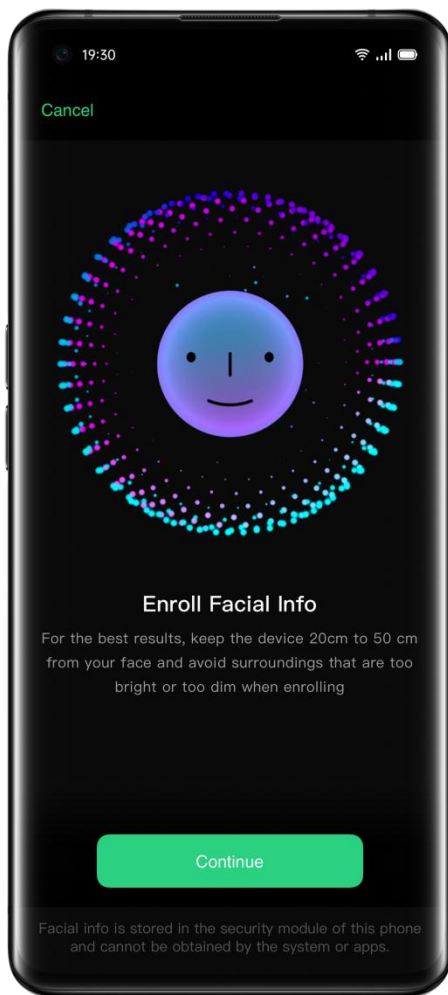 19:30
Cancel
Enroll Facial Info
For the best results, keep the device 20cm to 50 cm
from your face and avoid surroundings that are too
bright or too dim when enrolling
Continue
Facial info is stored in the security module of this phone
and cannot be obtained by the system or apps.